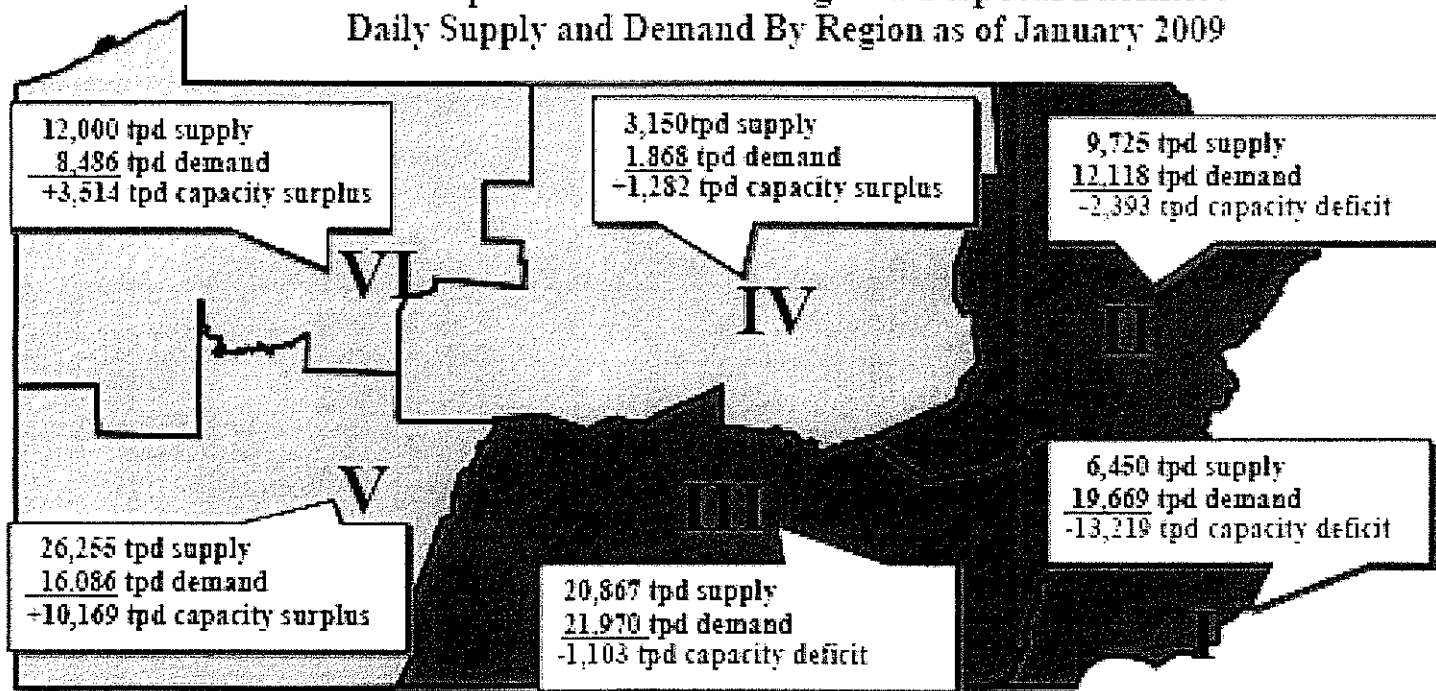 Daily Supply and Demand By Region as of January 2009
12,000 tpd supply
8,486 tpd demand
+3,514 tpd capacity surplus
VI
3,150tpd supply
1,868 tpd demand
+1,282 tpd capacity surplus
IV
9,725 tpd supply
12,118 tpd demand
-2,393 tpd capacity deficit
II
6,450 tpd supply
19,669 tpd demand
-13,219 tpd capacity deficit
I
V
26,255 tpd supply
16,086 tpd demand
+10,169 tpd capacity surplus
III
20,867 tpd supply
21,970 tpd demand
-1,103 tpd capacity deficit